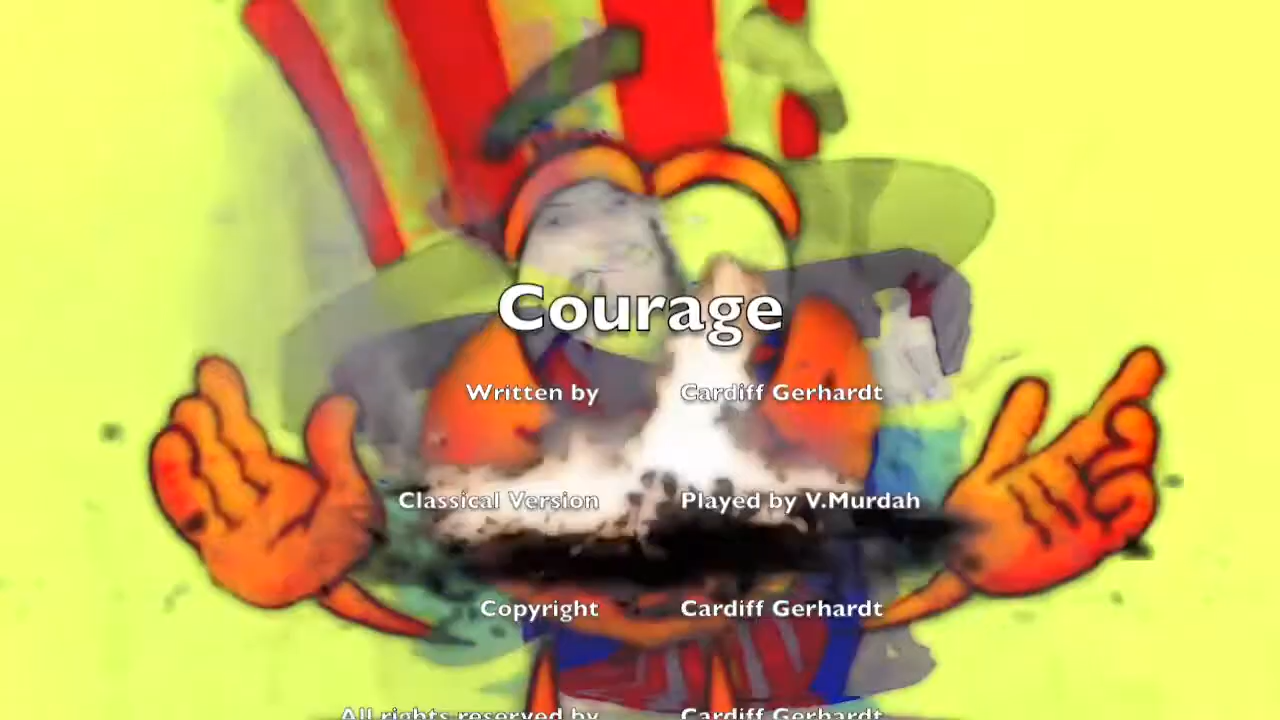 Courage
Written by Cardiff Gerhardt
Classical Version Played by V.Murdah
Copyright Cardiff Gerhardt
All rights reserved by Cardiff Gerhardt